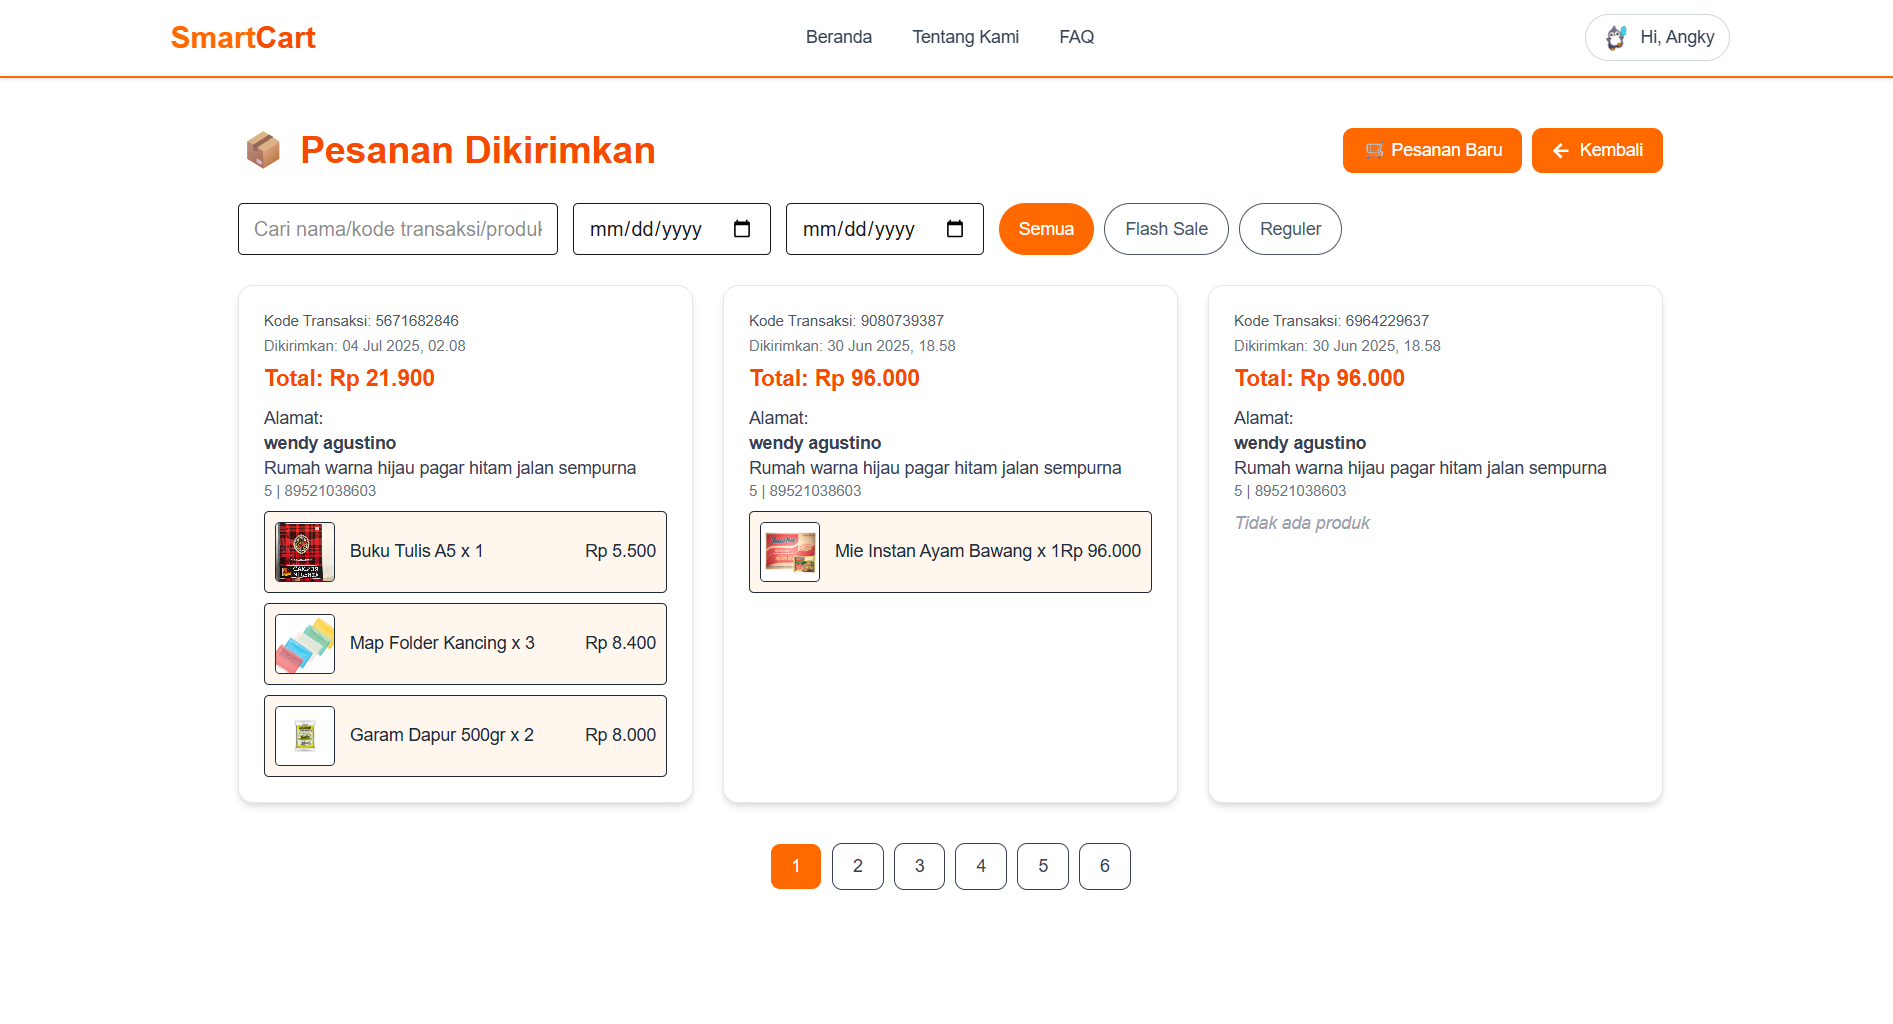 SmartCart
Beranda
Tentang Kami
FAQ
Hi, Angky
Pesanan Dikirimkan
Pesanan Baru
Kembali
Cari nama/kode transaksi/produk
mm/dd/yyyy
mm/dd/yyyy
Semua
Flash Sale
Reguler
Kode Transaksi: 5671682846
Dikirimkan: 04 Jul 2025, 02.08
Total: Rp 21.900
Alamat:
wendy agustino
Rumah warna hijau pagar hitam jalan sempurna
5 | 89521038603
Buku Tulis A5 x 1
Rp 5.500
Map Folder Kancing x 3
Rp 8.400
Garam Dapur 500gr x 2
Rp 8.000
Kode Transaksi: 9080739387
Dikirimkan: 30 Jun 2025, 18.58
Total: Rp 96.000
Alamat:
wendy agustino
Rumah warna hijau pagar hitam jalan sempurna
5 | 89521038603
Mie Instan Ayam Bawang x 1Rp 96.000
Kode Transaksi: 6964229637
Dikirimkan: 30 Jun 2025, 18.58
Total: Rp 96.000
Alamat:
wendy agustino
Rumah warna hijau pagar hitam jalan sempurna
5 | 89521038603
Tidak ada produk
1
2
3
4
5
6